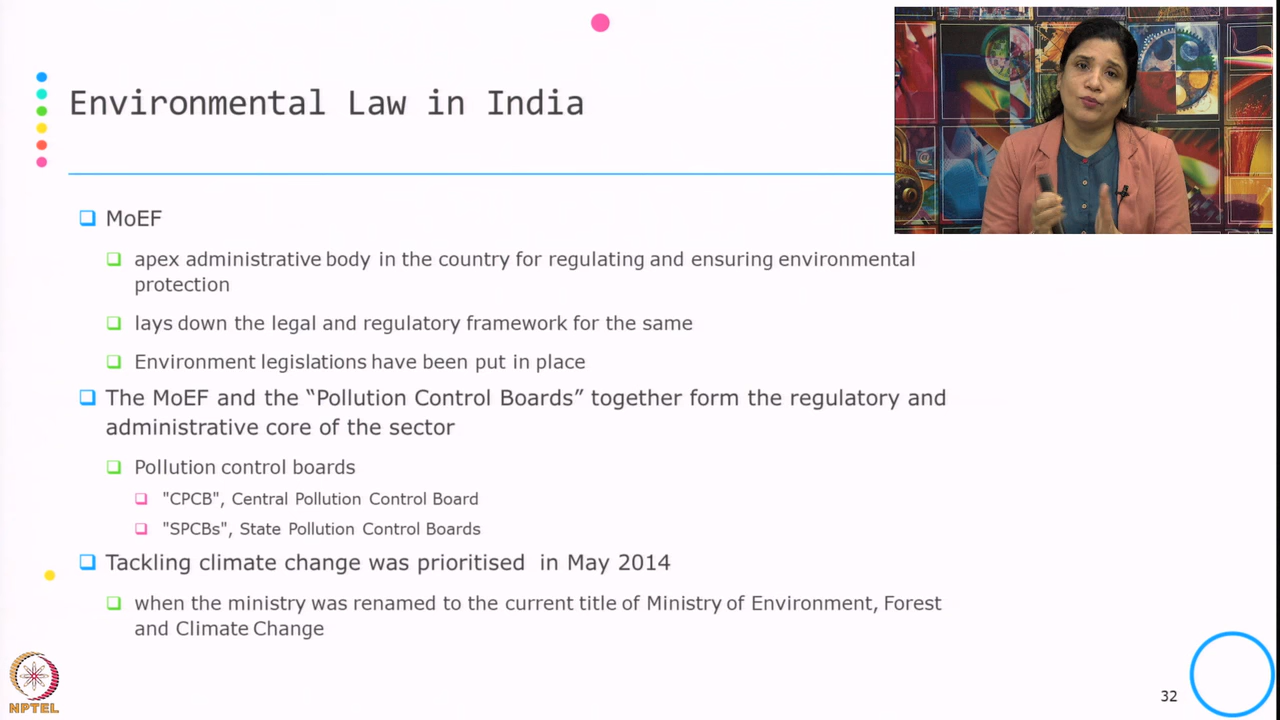 Environmental Law in India
MoEF
apex administrative body in the country for regulating and ensuring environmental
protection
lays down the legal and regulatory framework for the same
Environment legislations have been put in place
The MoEF and the “Pollution Control Boards” together form the regulatory and
administrative core of the sector
Pollution control boards
"CPCB", Central Pollution Control Board
"SPCBs", State Pollution Control Boards
Tackling climate change was prioritised in May 2014
when the ministry was renamed to the current title of Ministry of Environment, Forest
and Climate Change
NPTEL
32